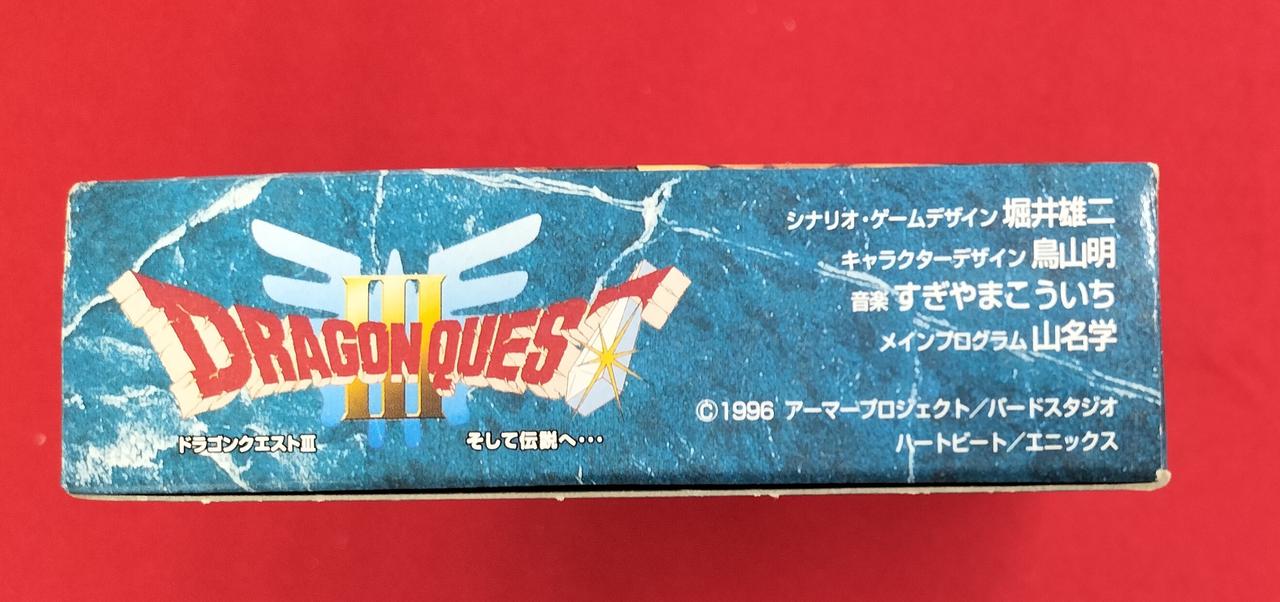 DRAGON QUEST
III
ドラゴンクエストIII そして伝説へ…
シナリオ・ゲームデザイン 堀井雄二
キャラクターデザイン 鳥山明
音楽 すぎやまこういち
メインプログラム 山名学
©1996 アーマープロジェクト/バードスタジオ
ハートビート/エニックス